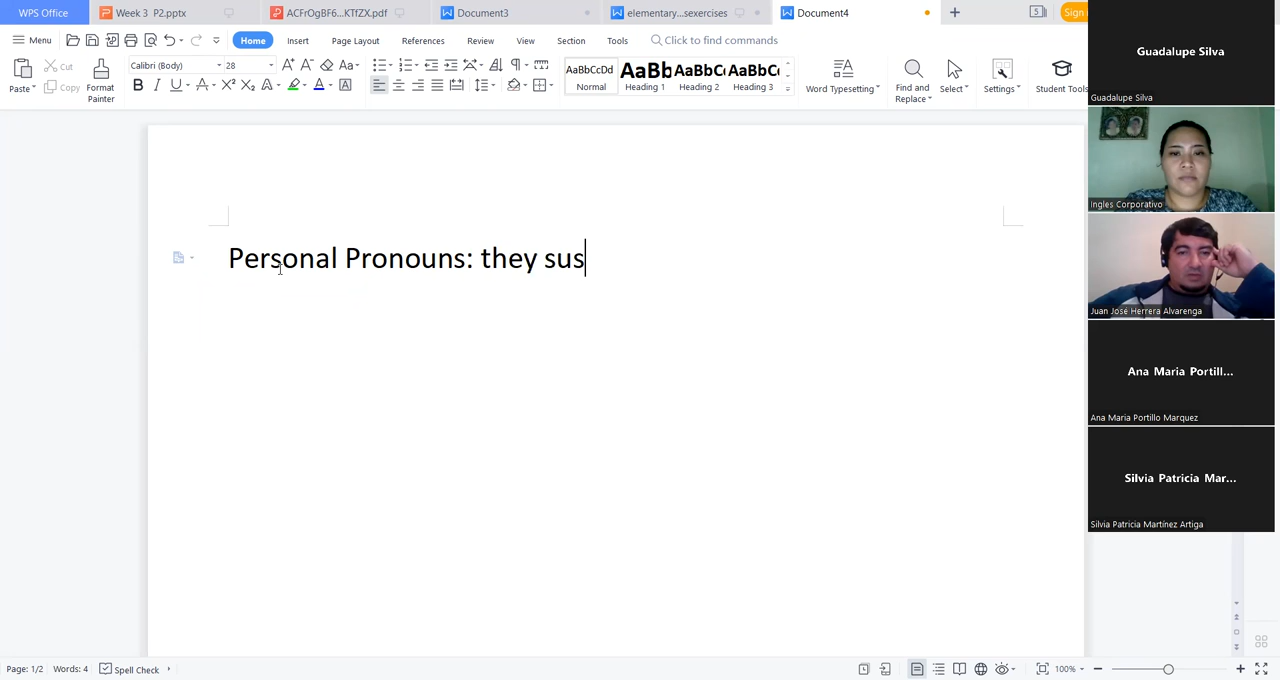 WPS Office
Week 3 P2.pptx
ACFrOgBF6...KTfZX.pdf
Document3
elementary...sexercises
Document4
5
Sign
Menu
Home
Insert
Page Layout
References
Review
View
Section
Tools
Click to find commands
Paste
Cut
Copy
Format
Painter
Calibri (Body)
28
AaBbCcDd
Normal
AaBb
Heading 1
AaBbC
Heading 2
AaBbC
Heading 3
Word Typesetting
Find and
Replace
Select
Settings
Student Tools
Personal Pronouns: they sus
Guadalupe Silva
Guadalupe Silva
Ingles Corporativo
Juan José Herrera Alvarenga
Ana Maria Portill...
Ana Maria Portillo Marquez
Silvia Patricia Mar...
Silvia Patricia Martínez Artiga
Page: 1/2
Words: 4
Spell Check
100%